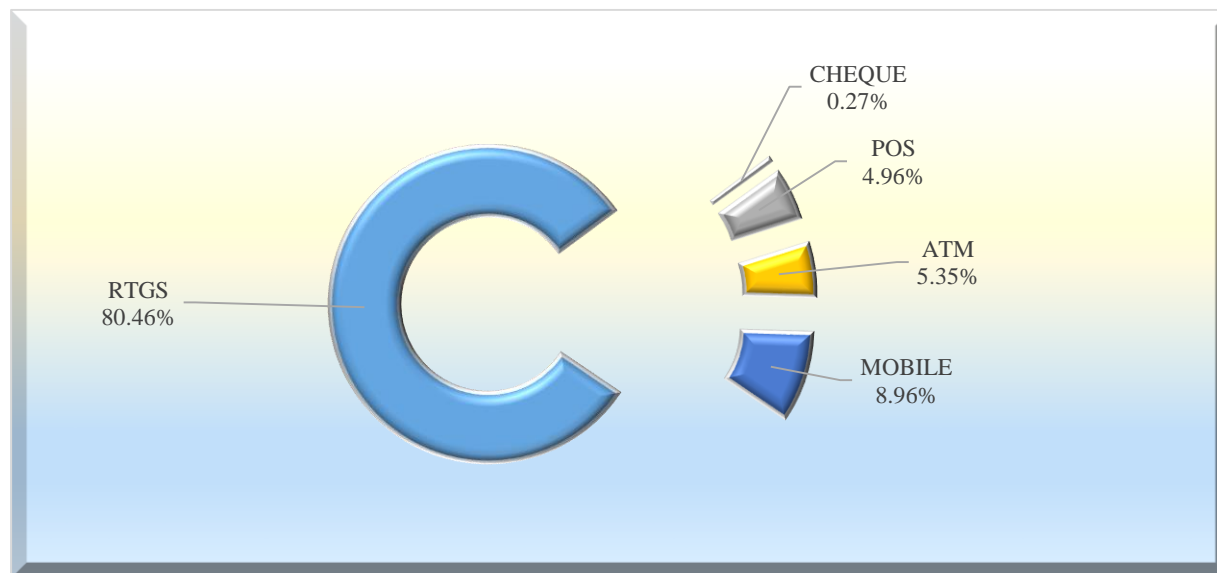 CHEQUE
0.27%
POS
4.96%
ATM
5.35%
RTGS
80.46%
MOBILE
8.96%